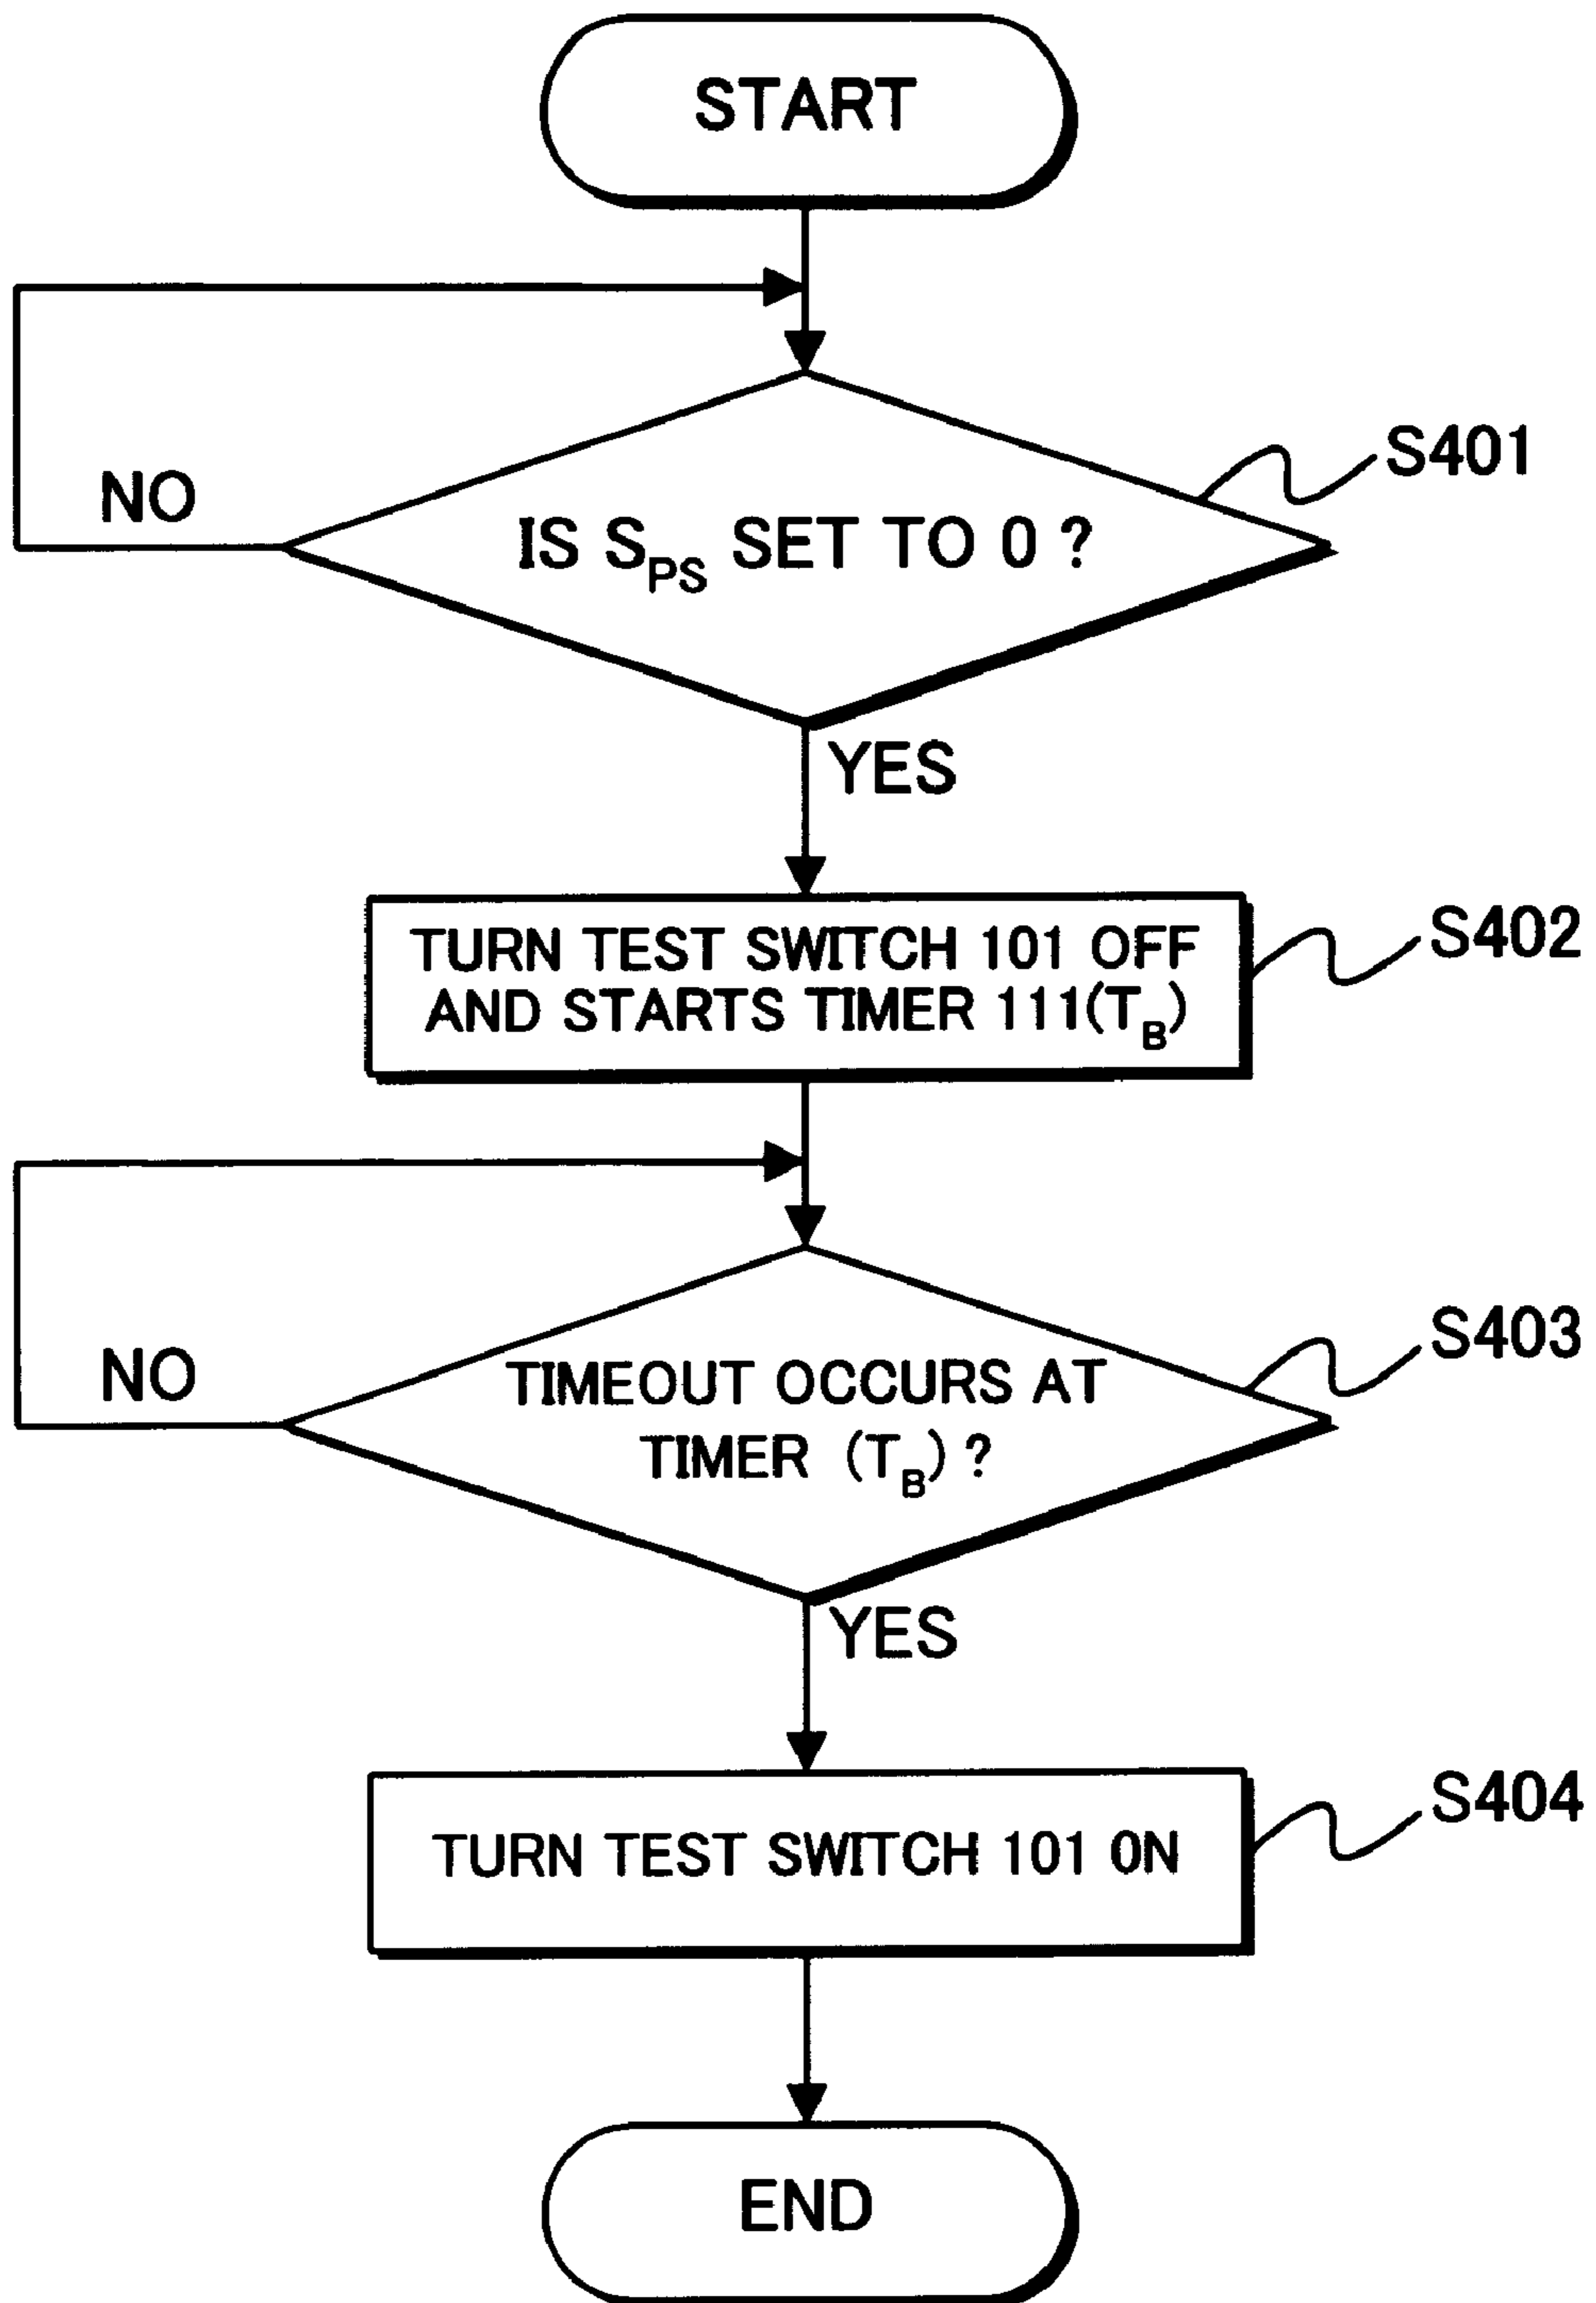 START
NO
S401
IS S_PS SET TO 0 ?
YES
TURN TEST SWITCH 101 OFF
AND STARTS TIMER 111(T_B)
S402
NO
S403
TIMEOUT OCCURS AT
TIMER (T_B) ?
YES
TURN TEST SWITCH 101 ON
S404
END